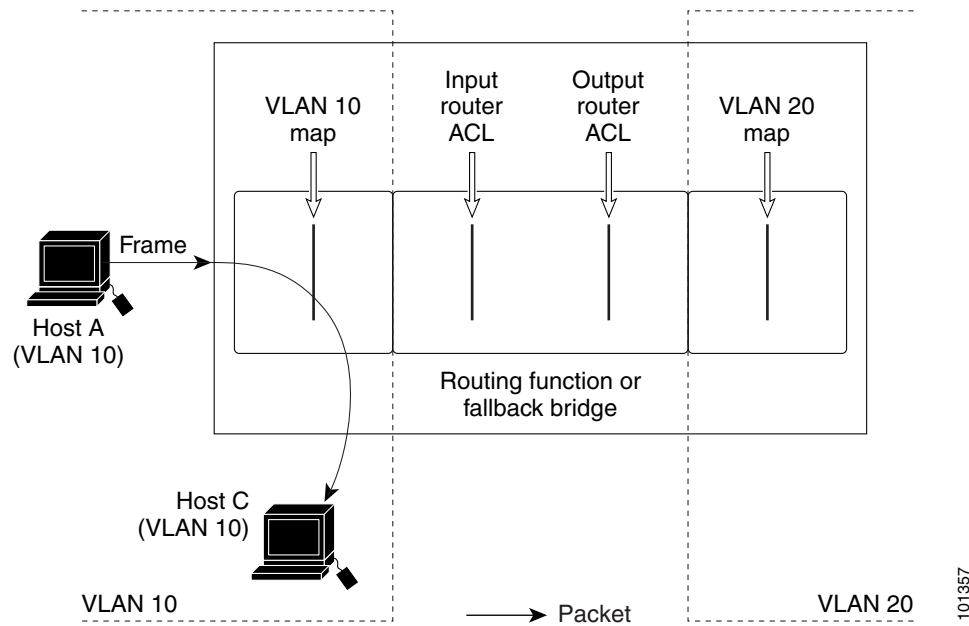 VLAN 10
map
Input
router
ACL
Output
router
ACL
VLAN 20
map
Frame
Host A
(VLAN 10)
Routing function or
fallback bridge
Host C
(VLAN 10)
VLAN 10
Packet
VLAN 20
101357